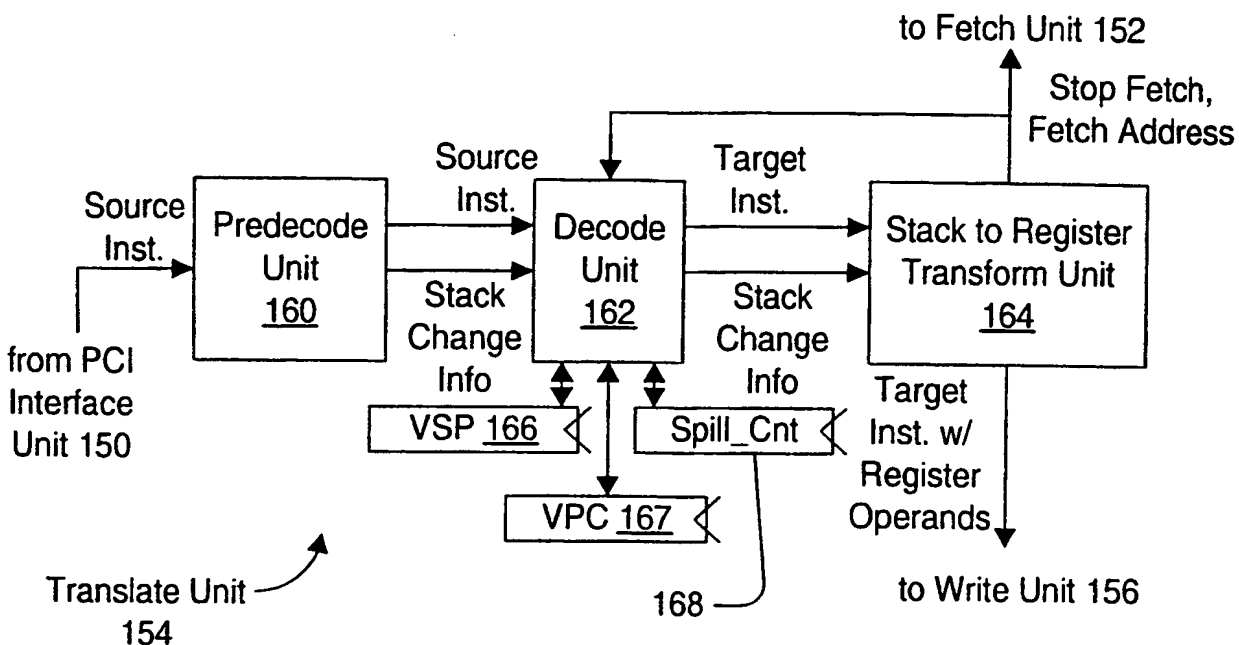 to Fetch Unit 152
Stop Fetch,
Fetch Address
Source
Inst.
Predecode
Unit
160
Source
Inst.
Stack
Change
Info
Decode
Unit
162
Target
Inst.
Stack
Change
Info
Stack to Register
Transform Unit
164
from PCI
Interface
Unit 150
VSP 166
Spill_Cnt
VPC 167
Target
Inst. w/
Register
Operands
Translate Unit
154
168
to Write Unit 156